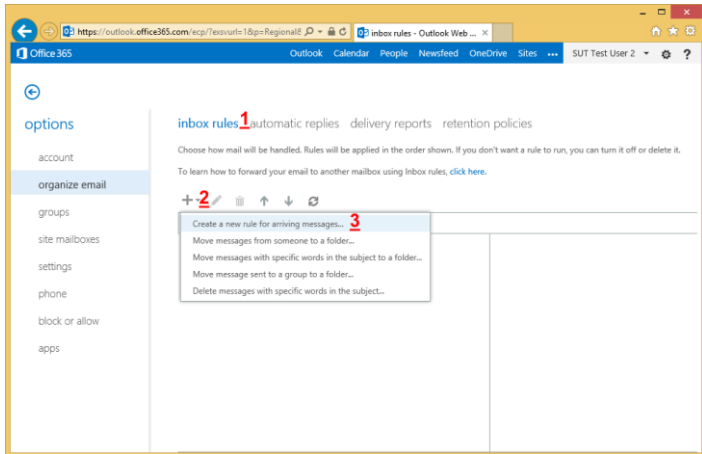 https://outlook.office365.com/ecp/?exsvurl=1&p=Regional
inbox rules - Outlook Web ...
Office 365
Outlook Calendar People Newsfeed OneDrive Sites ... SUT Test User 2 ?
options
inbox rules 1 automatic replies delivery reports retention policies
Choose how mail will be handled. Rules will be applied in the order shown. If you don't want a rule to run, you can turn it off or delete it.
To learn how to forward your email to another mailbox using Inbox rules, click here.
account
organize email
groups
site mailboxes
settings
phone
block or allow
apps
2
Create a new rule for arriving messages... 3
Move messages from someone to a folder...
Move messages with specific words in the subject to a folder...
Move message sent to a group to a folder...
Delete messages with specific words in the subject...